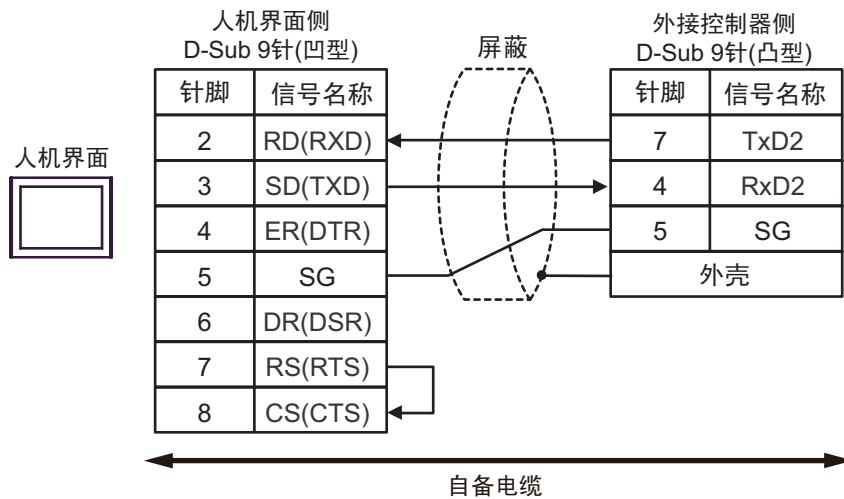 人机界面侧
D-Sub 9针(凹型)
屏蔽
外接控制器侧
D-Sub 9针(凸型)
人机界面
针脚 信号名称
2 RD(RXD)
3 SD(TXD)
4 ER(DTR)
5 SG
6 DR(DSR)
7 RS(RTS)
8 CS(CTS)
针脚 信号名称
7 TxD2
4 RxD2
5 SG
外壳
自备电缆